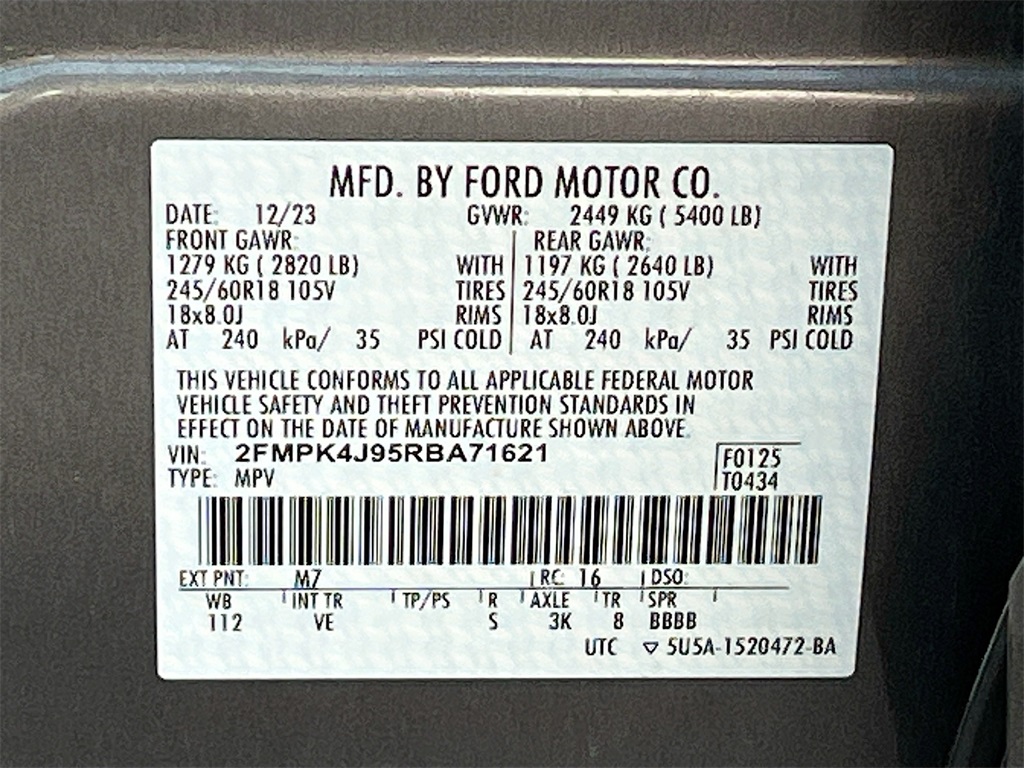 MFD. BY FORD MOTOR CO.
DATE: 12/23 GVWR: 2449 KG ( 5400 LB)
FRONT GAWR: REAR GAWR:
1279 KG ( 2820 LB) WITH 1197 KG ( 2640 LB) WITH
245/60R18 105V TIRES 245/60R18 105V TIRES
18x8.0J RIMS 18x8.0J RIMS
AT 240 kPa/ 35 PSI COLD AT 240 kPa/ 35 PSI COLD
THIS VEHICLE CONFORMS TO ALL APPLICABLE FEDERAL MOTOR
VEHICLE SAFETY AND THEFT PREVENTION STANDARDS IN
EFFECT ON THE DATE OF MANUFACTURE SHOWN ABOVE.
VIN: 2FMPK4J95RBA71621 F0125
TYPE: MPV T0434
EXT PNT: M7 RC: 16 DSO:
WB INT TR TP/PS R AXLE TR SPR
112 VE S 3K 8 BBBB
UTC ▽ 5U5A-1520472-BA